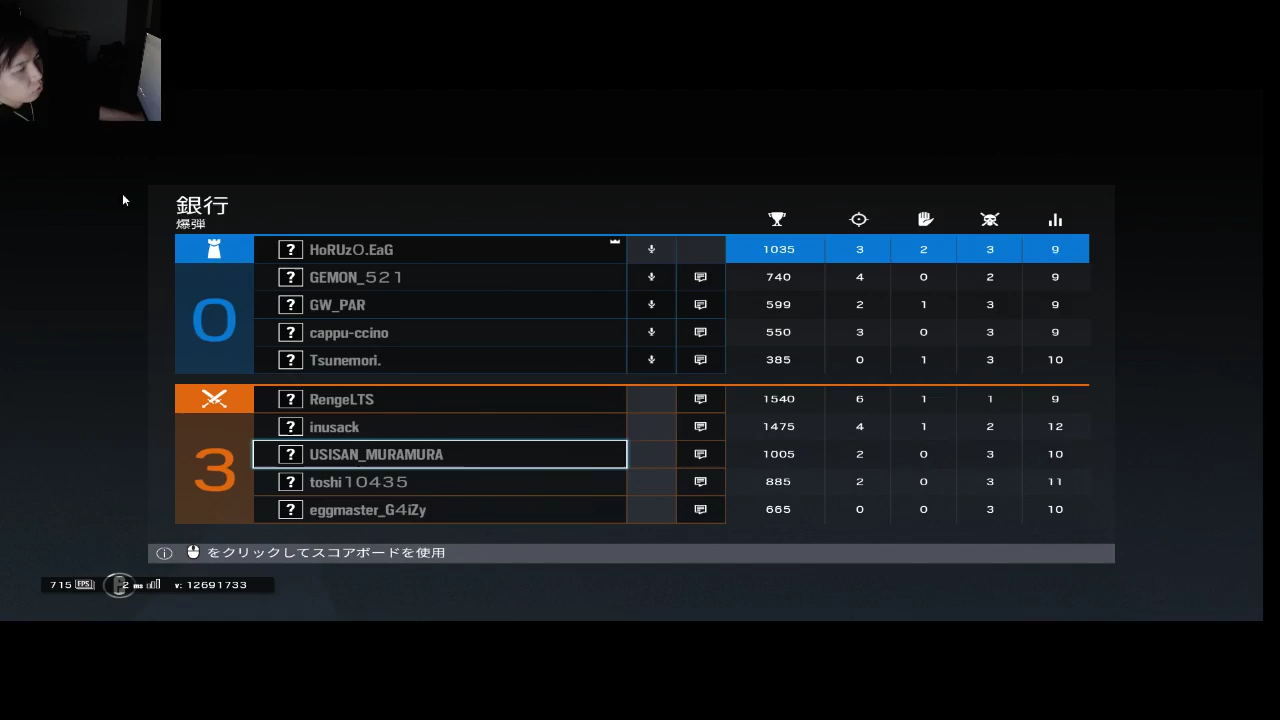 銀行
爆弾
? HoRUzO.EaG 1035 3 2 3 9
? GEMON_521 740 4 0 2 9
0
? GW_PAR 599 2 1 3 9
? cappu-ccino 550 3 0 3 9
? Tsunemori. 385 0 1 3 10
? RengeLTS 1540 6 1 1 9
? inusack 1475 4 1 2 12
3
? USISAN_MURAMURA 1005 2 0 3 10
? toshi10435 885 2 0 3 11
? eggmaster_G4iZy 665 0 0 3 10
をクリックしてスコアボードを使用
715 FPS 2 ms v: 12691733